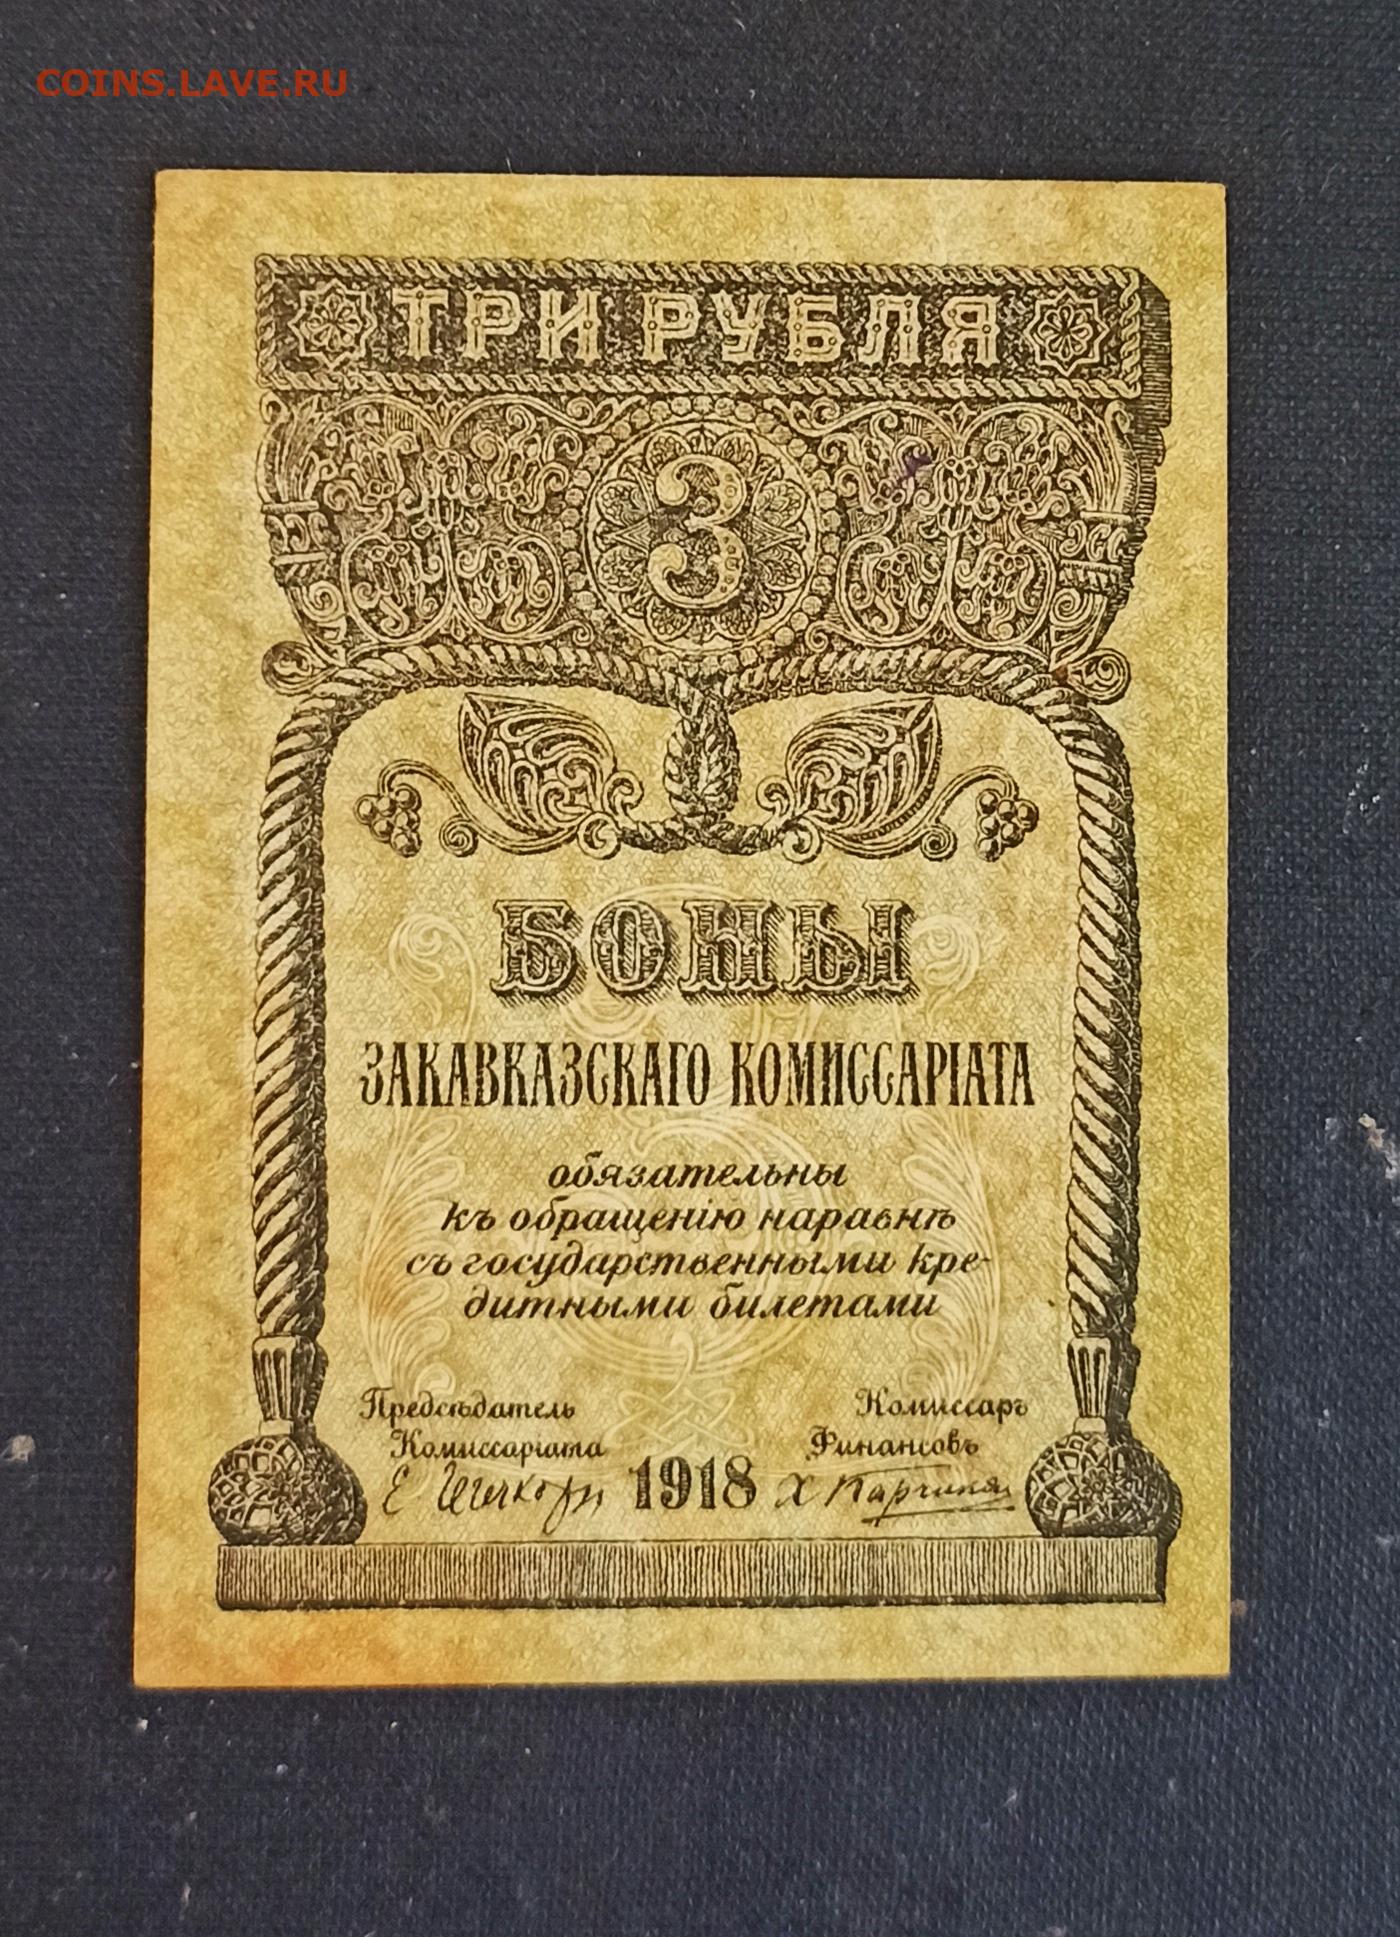 COINS.LAVE.RU
ТРИ РУБЛЯ
3
БОНЫ
ЗАКАВКАЗСКАГО КОМИССАРІАТА
обязательны
къ обращенію наравнѣ
съ государственными кре-
дитными билетами
Предсѣдатель
Комиссаріата
Комиссаръ
Финансовъ
1918